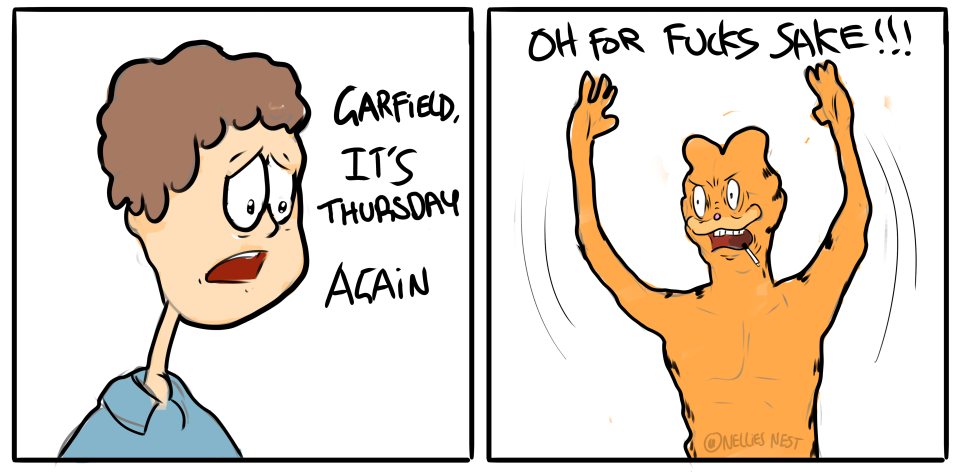 GARFIELD,
IT'S
THURSDAY
AGAIN
OH FOR FUCKS SAKE!!!
@NELLIES NEST